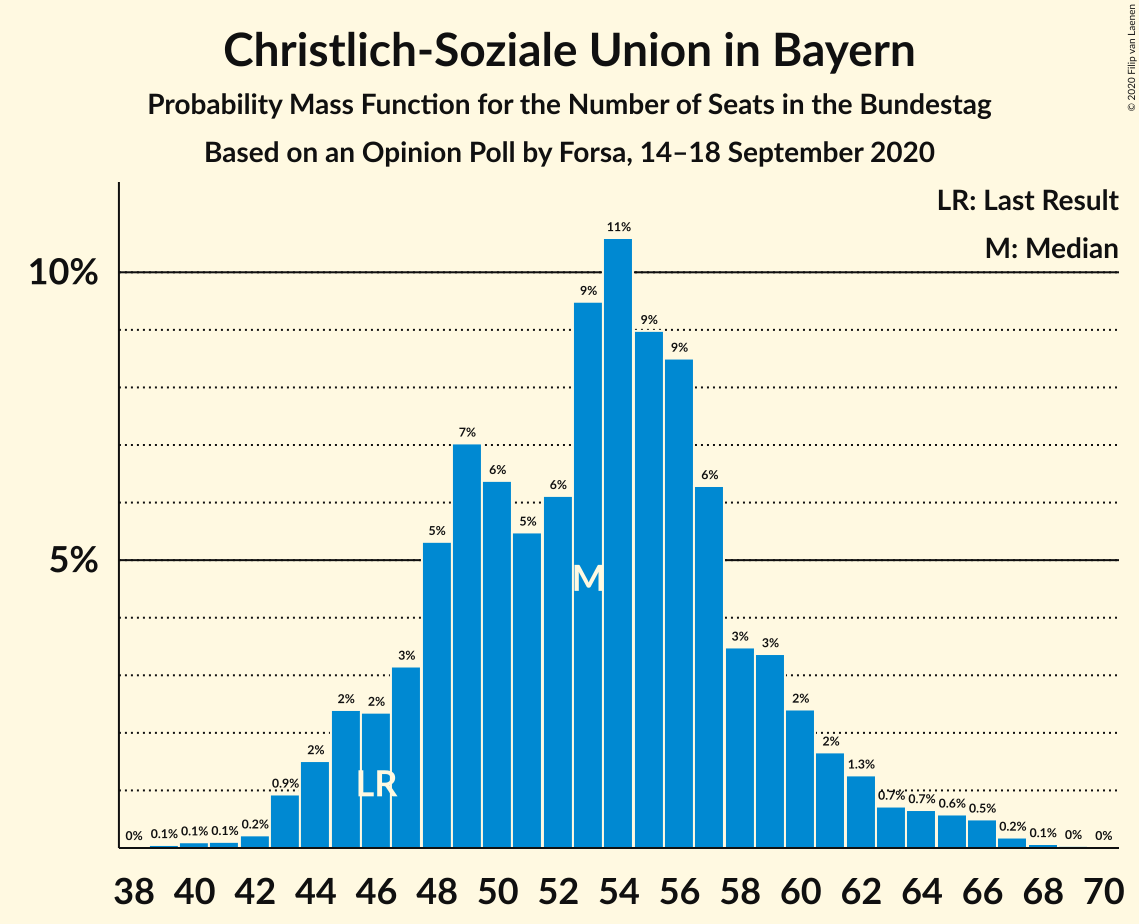 Christlich-Soziale Union in Bayern
Probability Mass Function for the Number of Seats in the Bundestag
Based on an Opinion Poll by Forsa, 14–18 September 2020
© 2020 Filip van Laenen
LR: Last Result
M: Median
10%
5%
0% 0.1% 0.1% 0.1% 0.2% 0.9% 2% 2% 2% 3% 5% 7% 6% 5% 6% 9% 11% 9% 9% 6% 3% 3% 2% 2% 1.3% 0.7% 0.7% 0.6% 0.5% 0.2% 0.1% 0% 0%
M
LR
38 40 42 44 46 48 50 52 54 56 58 60 62 64 66 68 70